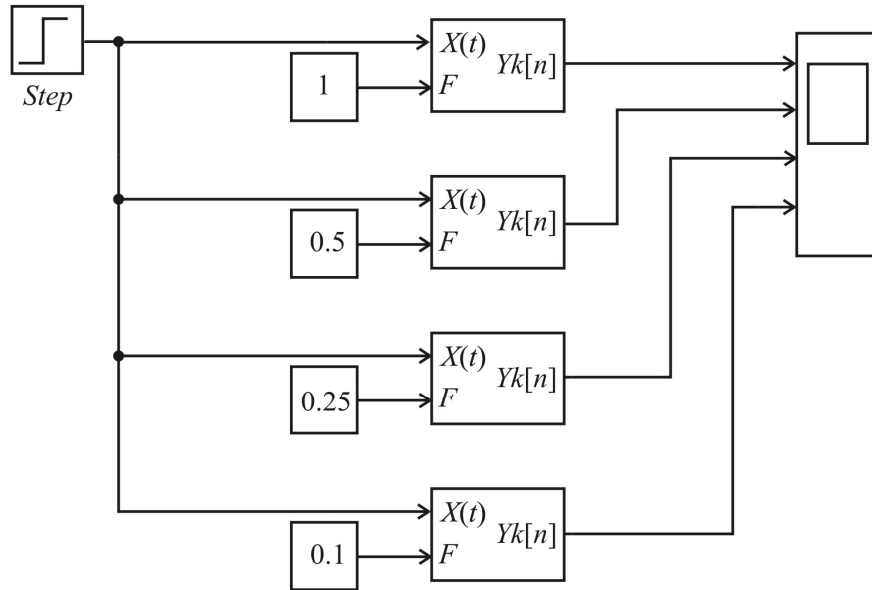 Step
X(t)
F
Yk[n]
1
X(t)
F
Yk[n]
0.5
X(t)
F
Yk[n]
0.25
X(t)
F
Yk[n]
0.1